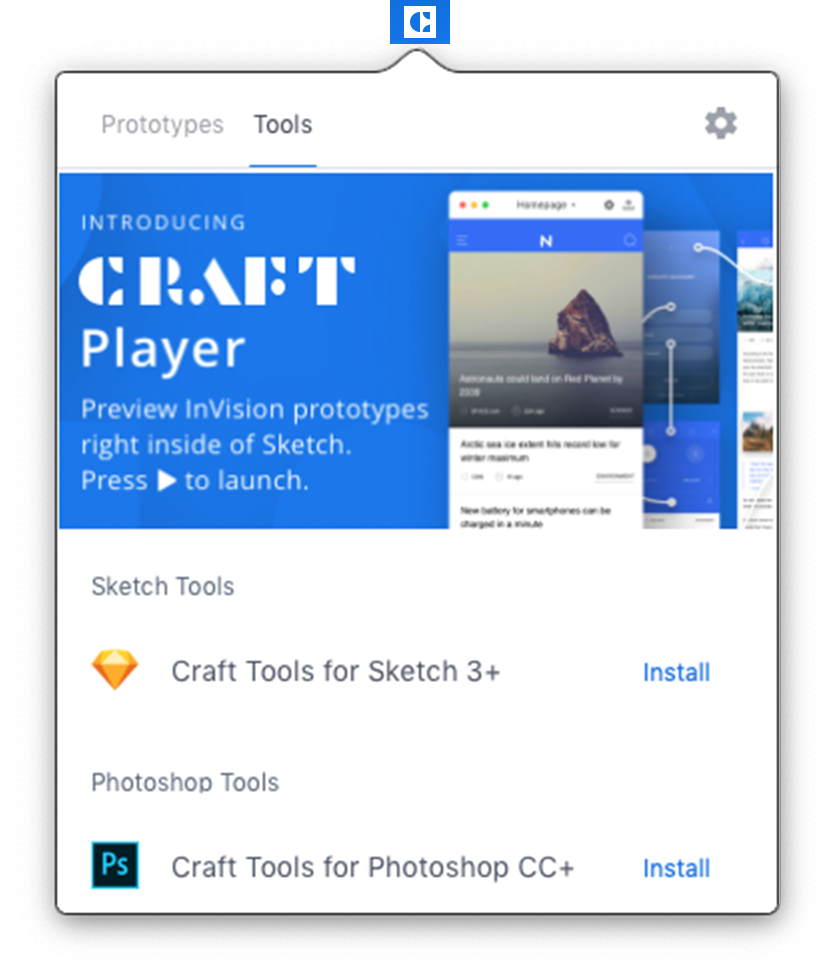 Prototypes Tools
INTRODUCING
CRAFT
Player
Preview InVision prototypes
right inside of Sketch.
Press ▶ to launch.
Homepage
N
Astronauts could land on Red Planet by
2039
Arctic sea ice extent hits record low for
winter maximum
New battery for smartphones can be
charged in a minute
Sketch Tools
Craft Tools for Sketch 3+ Install
Photoshop Tools
Ps Craft Tools for Photoshop CC+ Install